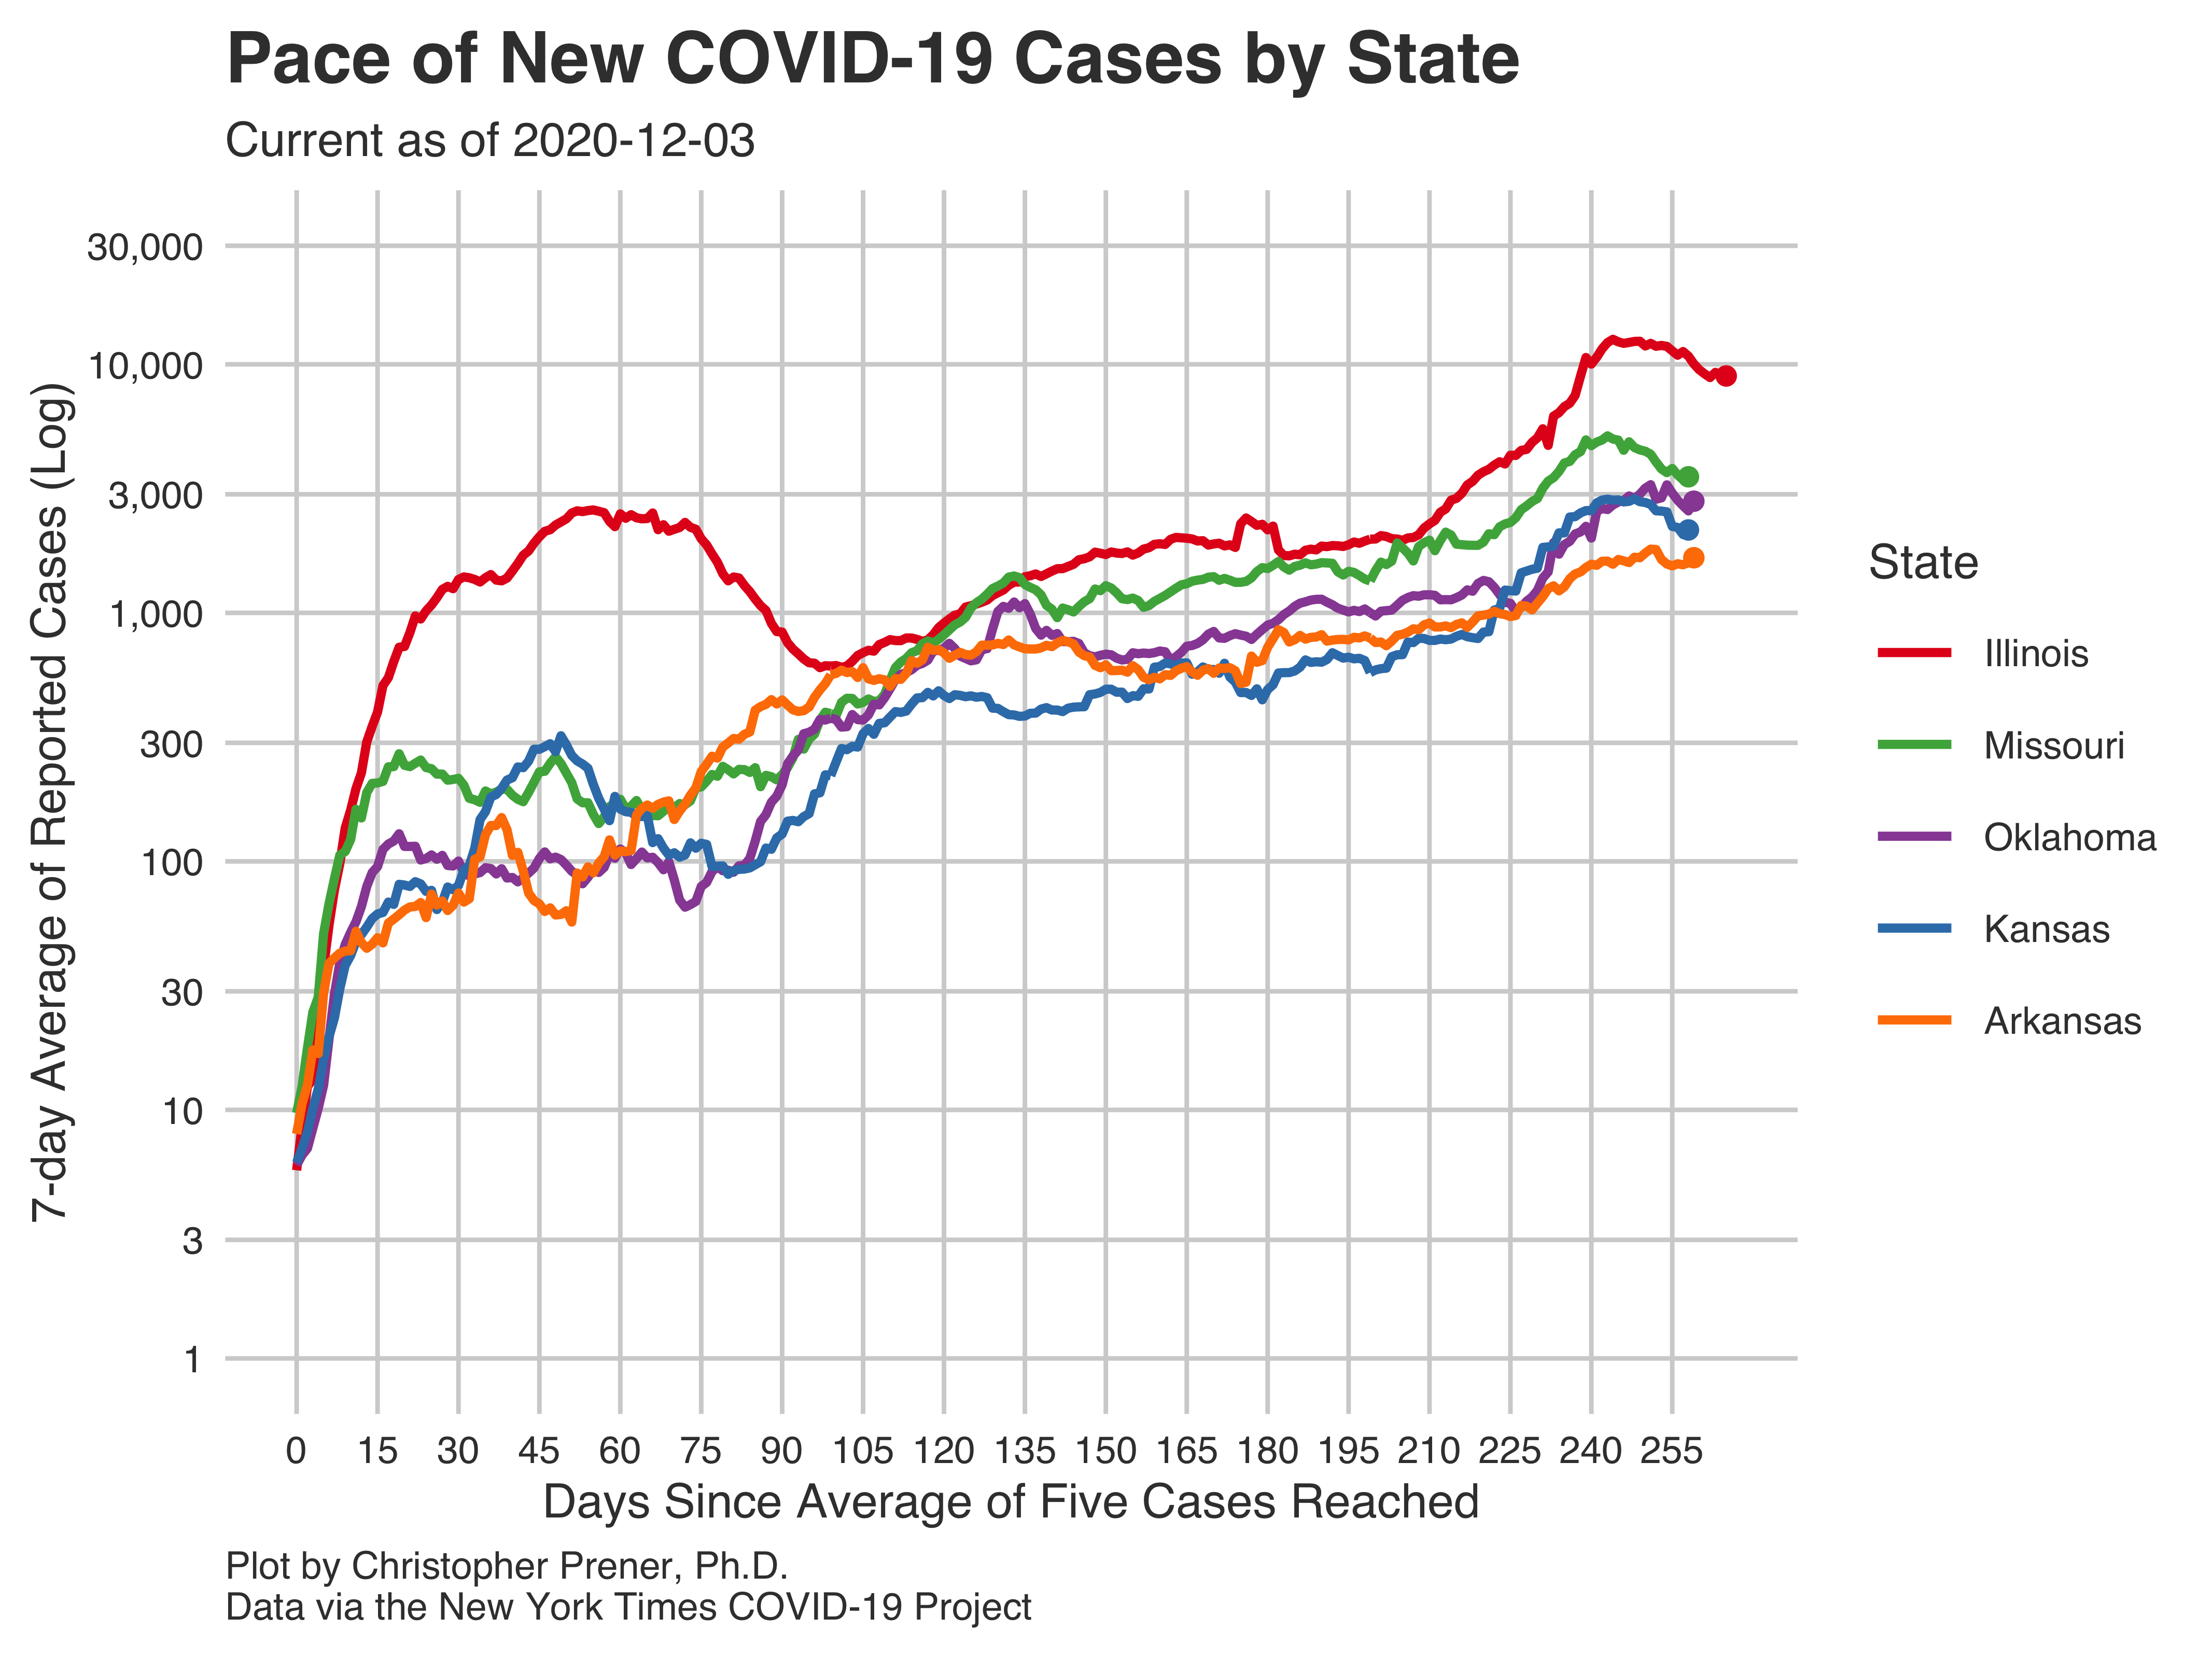 Pace of New COVID-19 Cases by State
Current as of 2020-12-03
7-day Average of Reported Cases (Log)
30,000
10,000
3,000
1,000
300
100
30
10
3
1
0 15 30 45 60 75 90 105 120 135 150 165 180 195 210 225 240 255
Days Since Average of Five Cases Reached
State
Illinois
Missouri
Oklahoma
Kansas
Arkansas
Plot by Christopher Prener, Ph.D.
Data via the New York Times COVID-19 Project